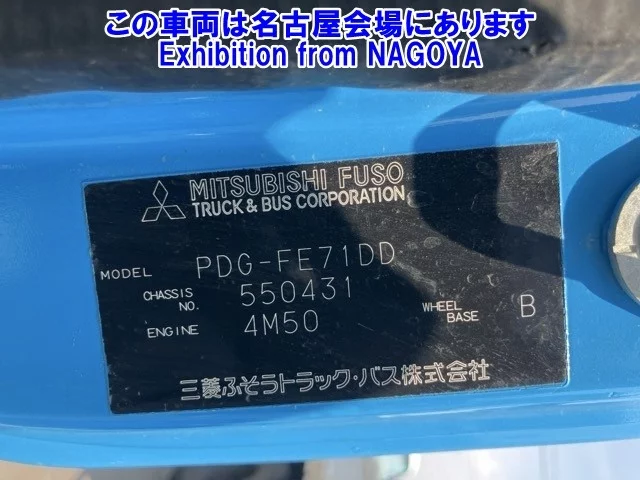 この車両は名古屋会場にあります
Exhibition from NAGOYA
MITSUBISHI FUSO
TRUCK & BUS CORPORATION
MODEL PDG-FE71DD
CHASSIS NO. 550431
ENGINE 4M50
WHEEL BASE B
三菱ふそうトラック・バス株式会社